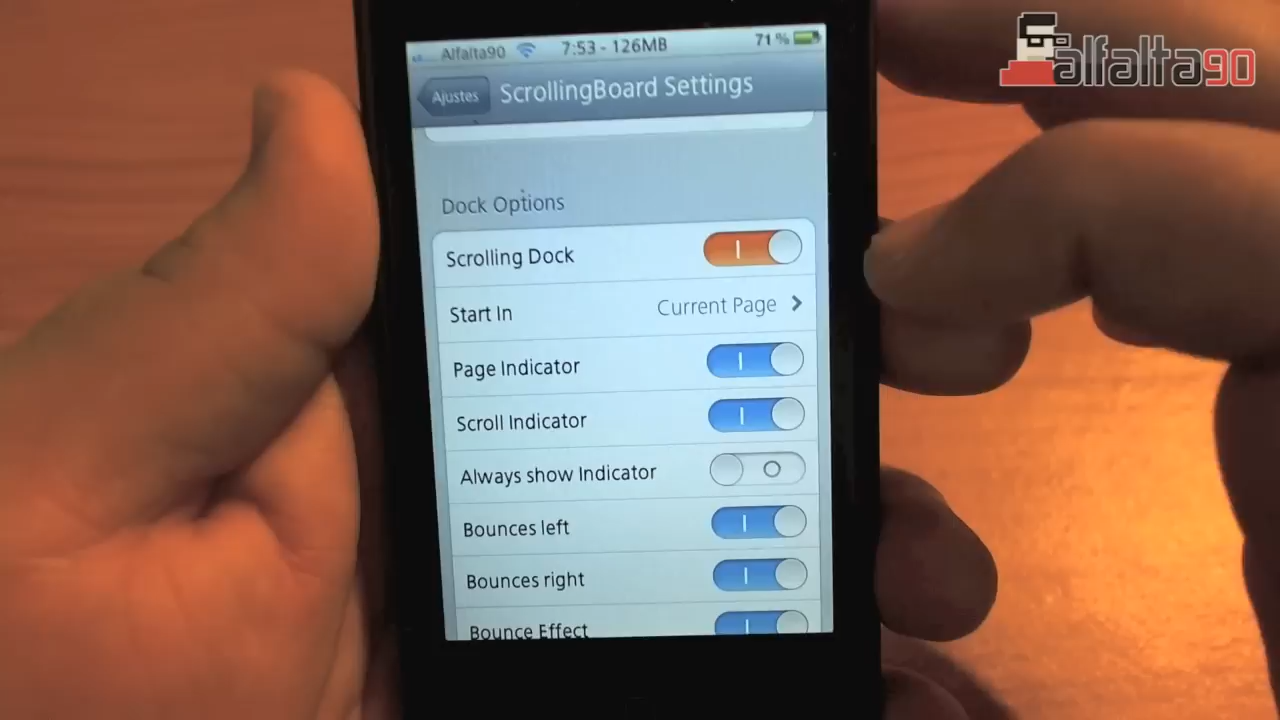 alfalta90
Alfalta90 7:53 - 126MB 71%
Ajustes ScrollingBoard Settings
Dock Options
Scrolling Dock
Start In Current Page
Page Indicator
Scroll Indicator
Always show Indicator
Bounces left
Bounces right
Bounce Effect